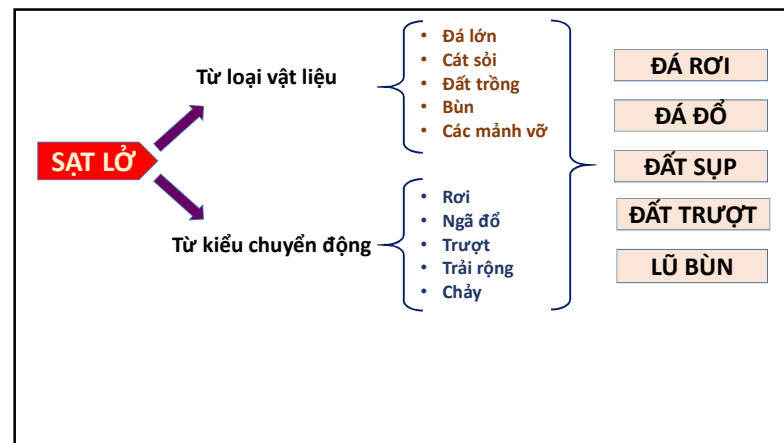 SẠT LỞ
Từ loại vật liệu
• Đá lớn
• Cát sỏi
• Đất trồng
• Bùn
• Các mảnh vỡ
Từ kiểu chuyển động
• Rơi
• Ngã đổ
• Trượt
• Trải rộng
• Chảy
ĐÁ RƠI
ĐÁ ĐỔ
ĐẤT SỤP
ĐẤT TRƯỢT
LŨ BÙN